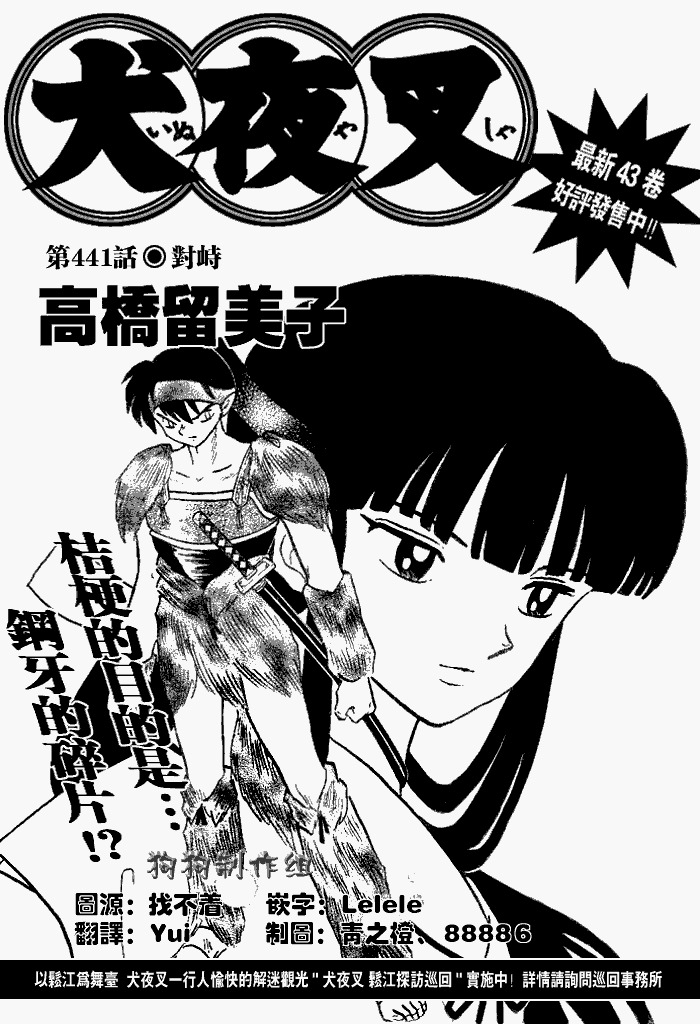 犬夜叉
いぬ や しゃ
最新43巻
好評發售中!!
第441話◉對峙
高橋留美子
桔梗的目的是…
鋼牙的碎片!?
狗狗制作组
圖源：找不着 嵌字：Lelele
翻譯：Yui 制圖：青之橙、88886
以鬆江爲舞臺 犬夜叉一行人愉快的解迷觀光"犬夜叉 鬆江探訪巡回"實施中! 詳情請詢問巡回事務所